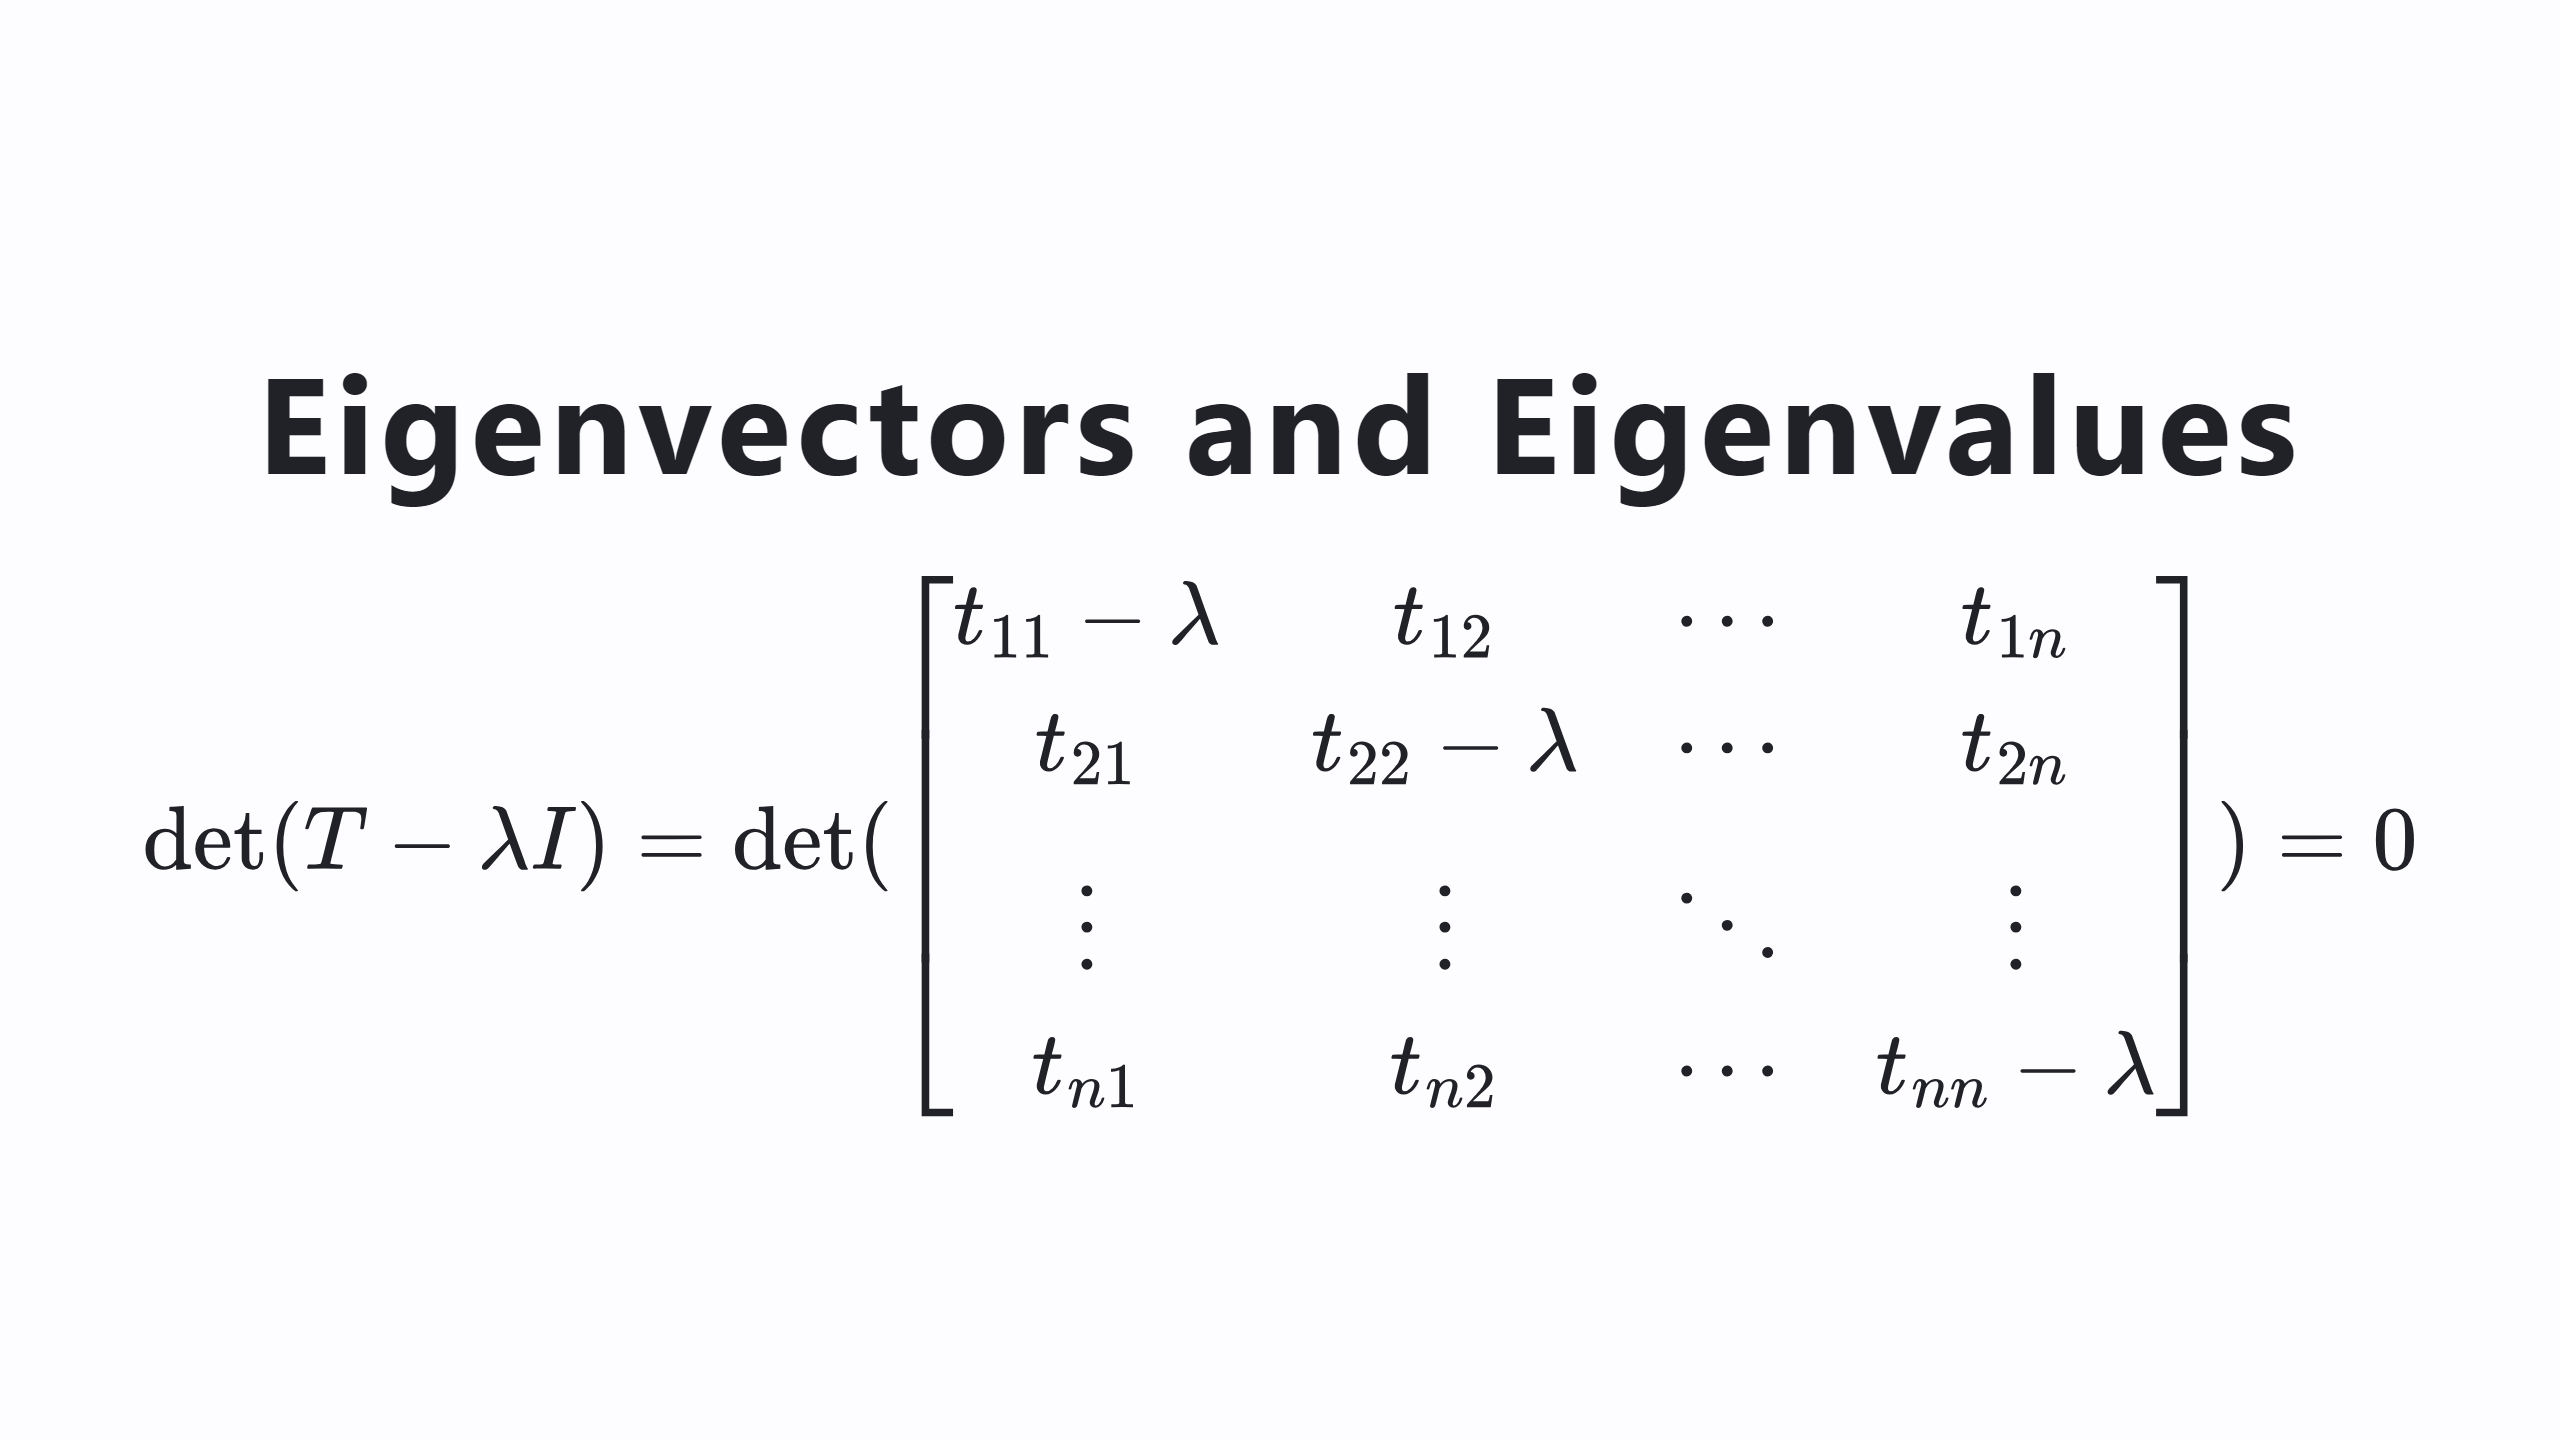 Eigenvectors and Eigenvalues
t₁₁ − λ t₁₂ ⋯ t₁ₙ
t₂₁ t₂₂ − λ ⋯ t₂ₙ
det(T − λI) = det( [ ] ) = 0
⋮ ⋮ ⋱ ⋮
tₙ₁ tₙ₂ ⋯ tₙₙ − λ